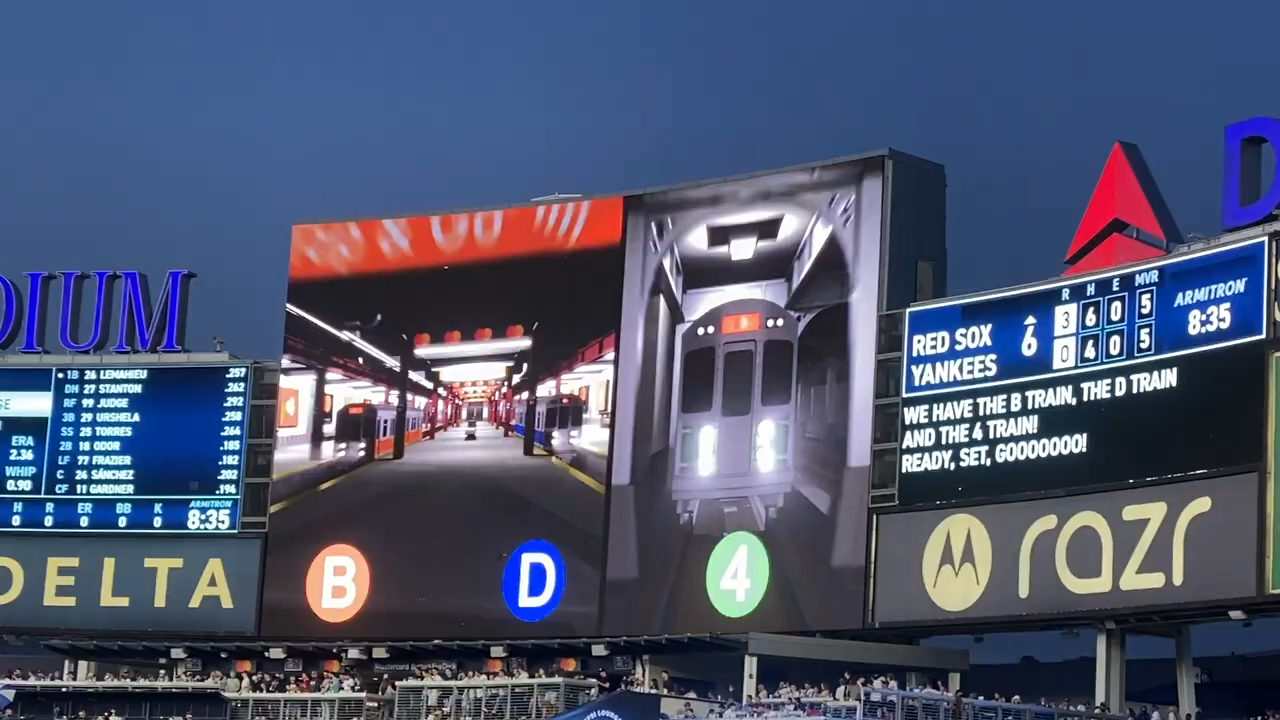 DIUM
D
1B 26 LEMAHIEU .257
DH 27 STANTON .262
RF 99 JUDGE .292
3B 29 URSHELA .258
SS 25 TORRES .264
2B 18 ODOR .185
LF 77 FRAZIER .182
C 24 SÁNCHEZ .202
CF 11 GARDNER .194
GE
ERA
2.36
WHIP
0.90
H R ER BB K
0 0 0 0 0
ARMITRON
8:35
DELTA
B
D
4
R H E MVR
RED SOX 6 3 6 0 5
YANKEES 0 4 0 5
ARMITRON
8:35
WE HAVE THE B TRAIN, THE D TRAIN
AND THE 4 TRAIN!
READY, SET, GOOOOOOO!
razr